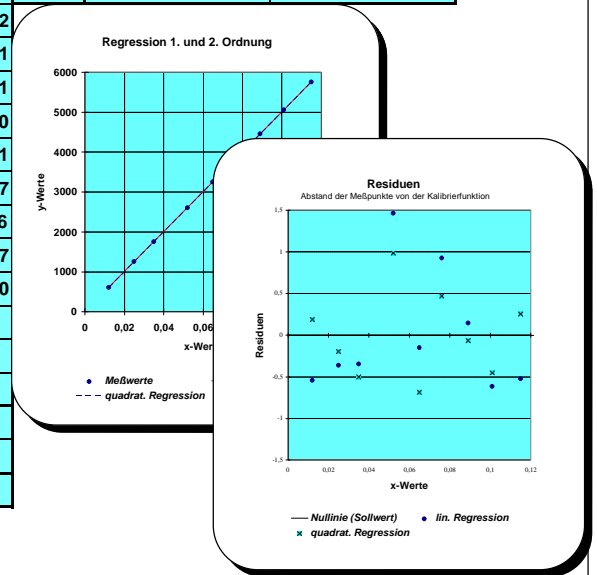 2
1
1
0
1
7
6
7
0
Regression 1. und 2. Ordnung
6000
5000
4000
3000
2000
1000
0
y-Werte
0 0,02 0,04 0,06
x-Wer
Meßwerte
quadrat. Regression
Residuen
Abstand der Meßpunkte von der Kalibrierfunktion
1,5
1
0,5
0
-0,5
-1
-1,5
Residuen
0 0,02 0,04 0,06 0,08 0,1 0,12
x-Werte
Nullinie (Sollwert) lin. Regression
quadrat. Regression